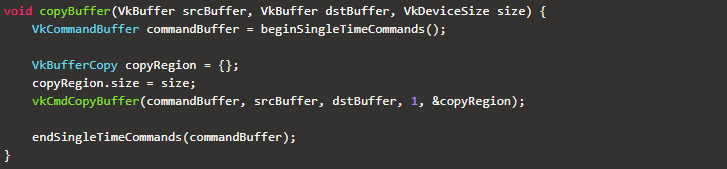 void copyBuffer(VkBuffer srcBuffer, VkBuffer dstBuffer, VkDeviceSize size) {
    VkCommandBuffer commandBuffer = beginSingleTimeCommands();

    VkBufferCopy copyRegion = {};
    copyRegion.size = size;
    vkCmdCopyBuffer(commandBuffer, srcBuffer, dstBuffer, 1, &copyRegion);

    endSingleTimeCommands(commandBuffer);
}